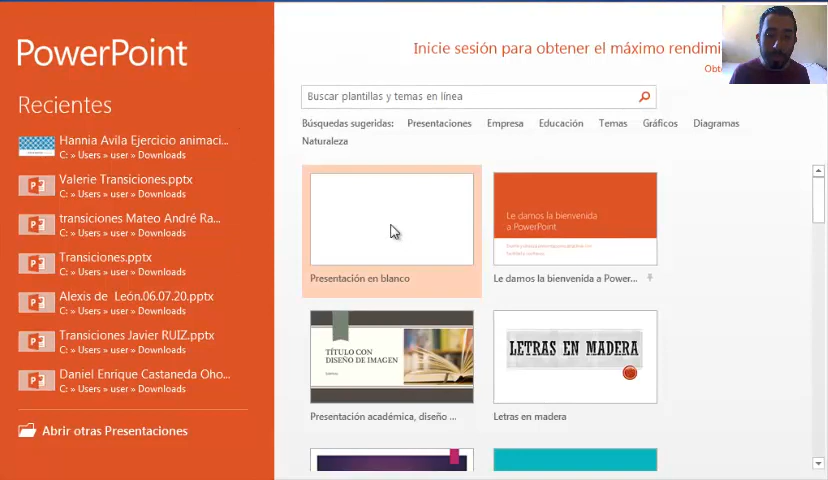 PowerPoint
Recientes
Hannia Avila Ejercicio animaci...
C: » Users » user » Downloads
Valerie Transiciones.pptx
C: » Users » user » Downloads
transiciones Mateo André Ra...
C: » Users » user » Downloads
Transiciones.pptx
C: » Users » user » Downloads
Alexis de León.06.07.20.pptx
C: » Users » user » Downloads
Transiciones Javier RUIZ.pptx
C: » Users » user » Downloads
Daniel Enrique Castaneda Oho...
C: » Users » user » Downloads
Abrir otras Presentaciones
Inicie sesión para obtener el máximo rendimi
Obt
Buscar plantillas y temas en línea
Búsquedas sugeridas: Presentaciones Empresa Educación Temas Gráficos Diagramas
Naturaleza
Presentación en blanco
Le damos la bienvenida
a PowerPoint
Le damos la bienvenida a Power...
TÍTULO CON
DISEÑO DE IMAGEN
Presentación académica, diseño ...
LETRAS EN MADERA
Letras en madera